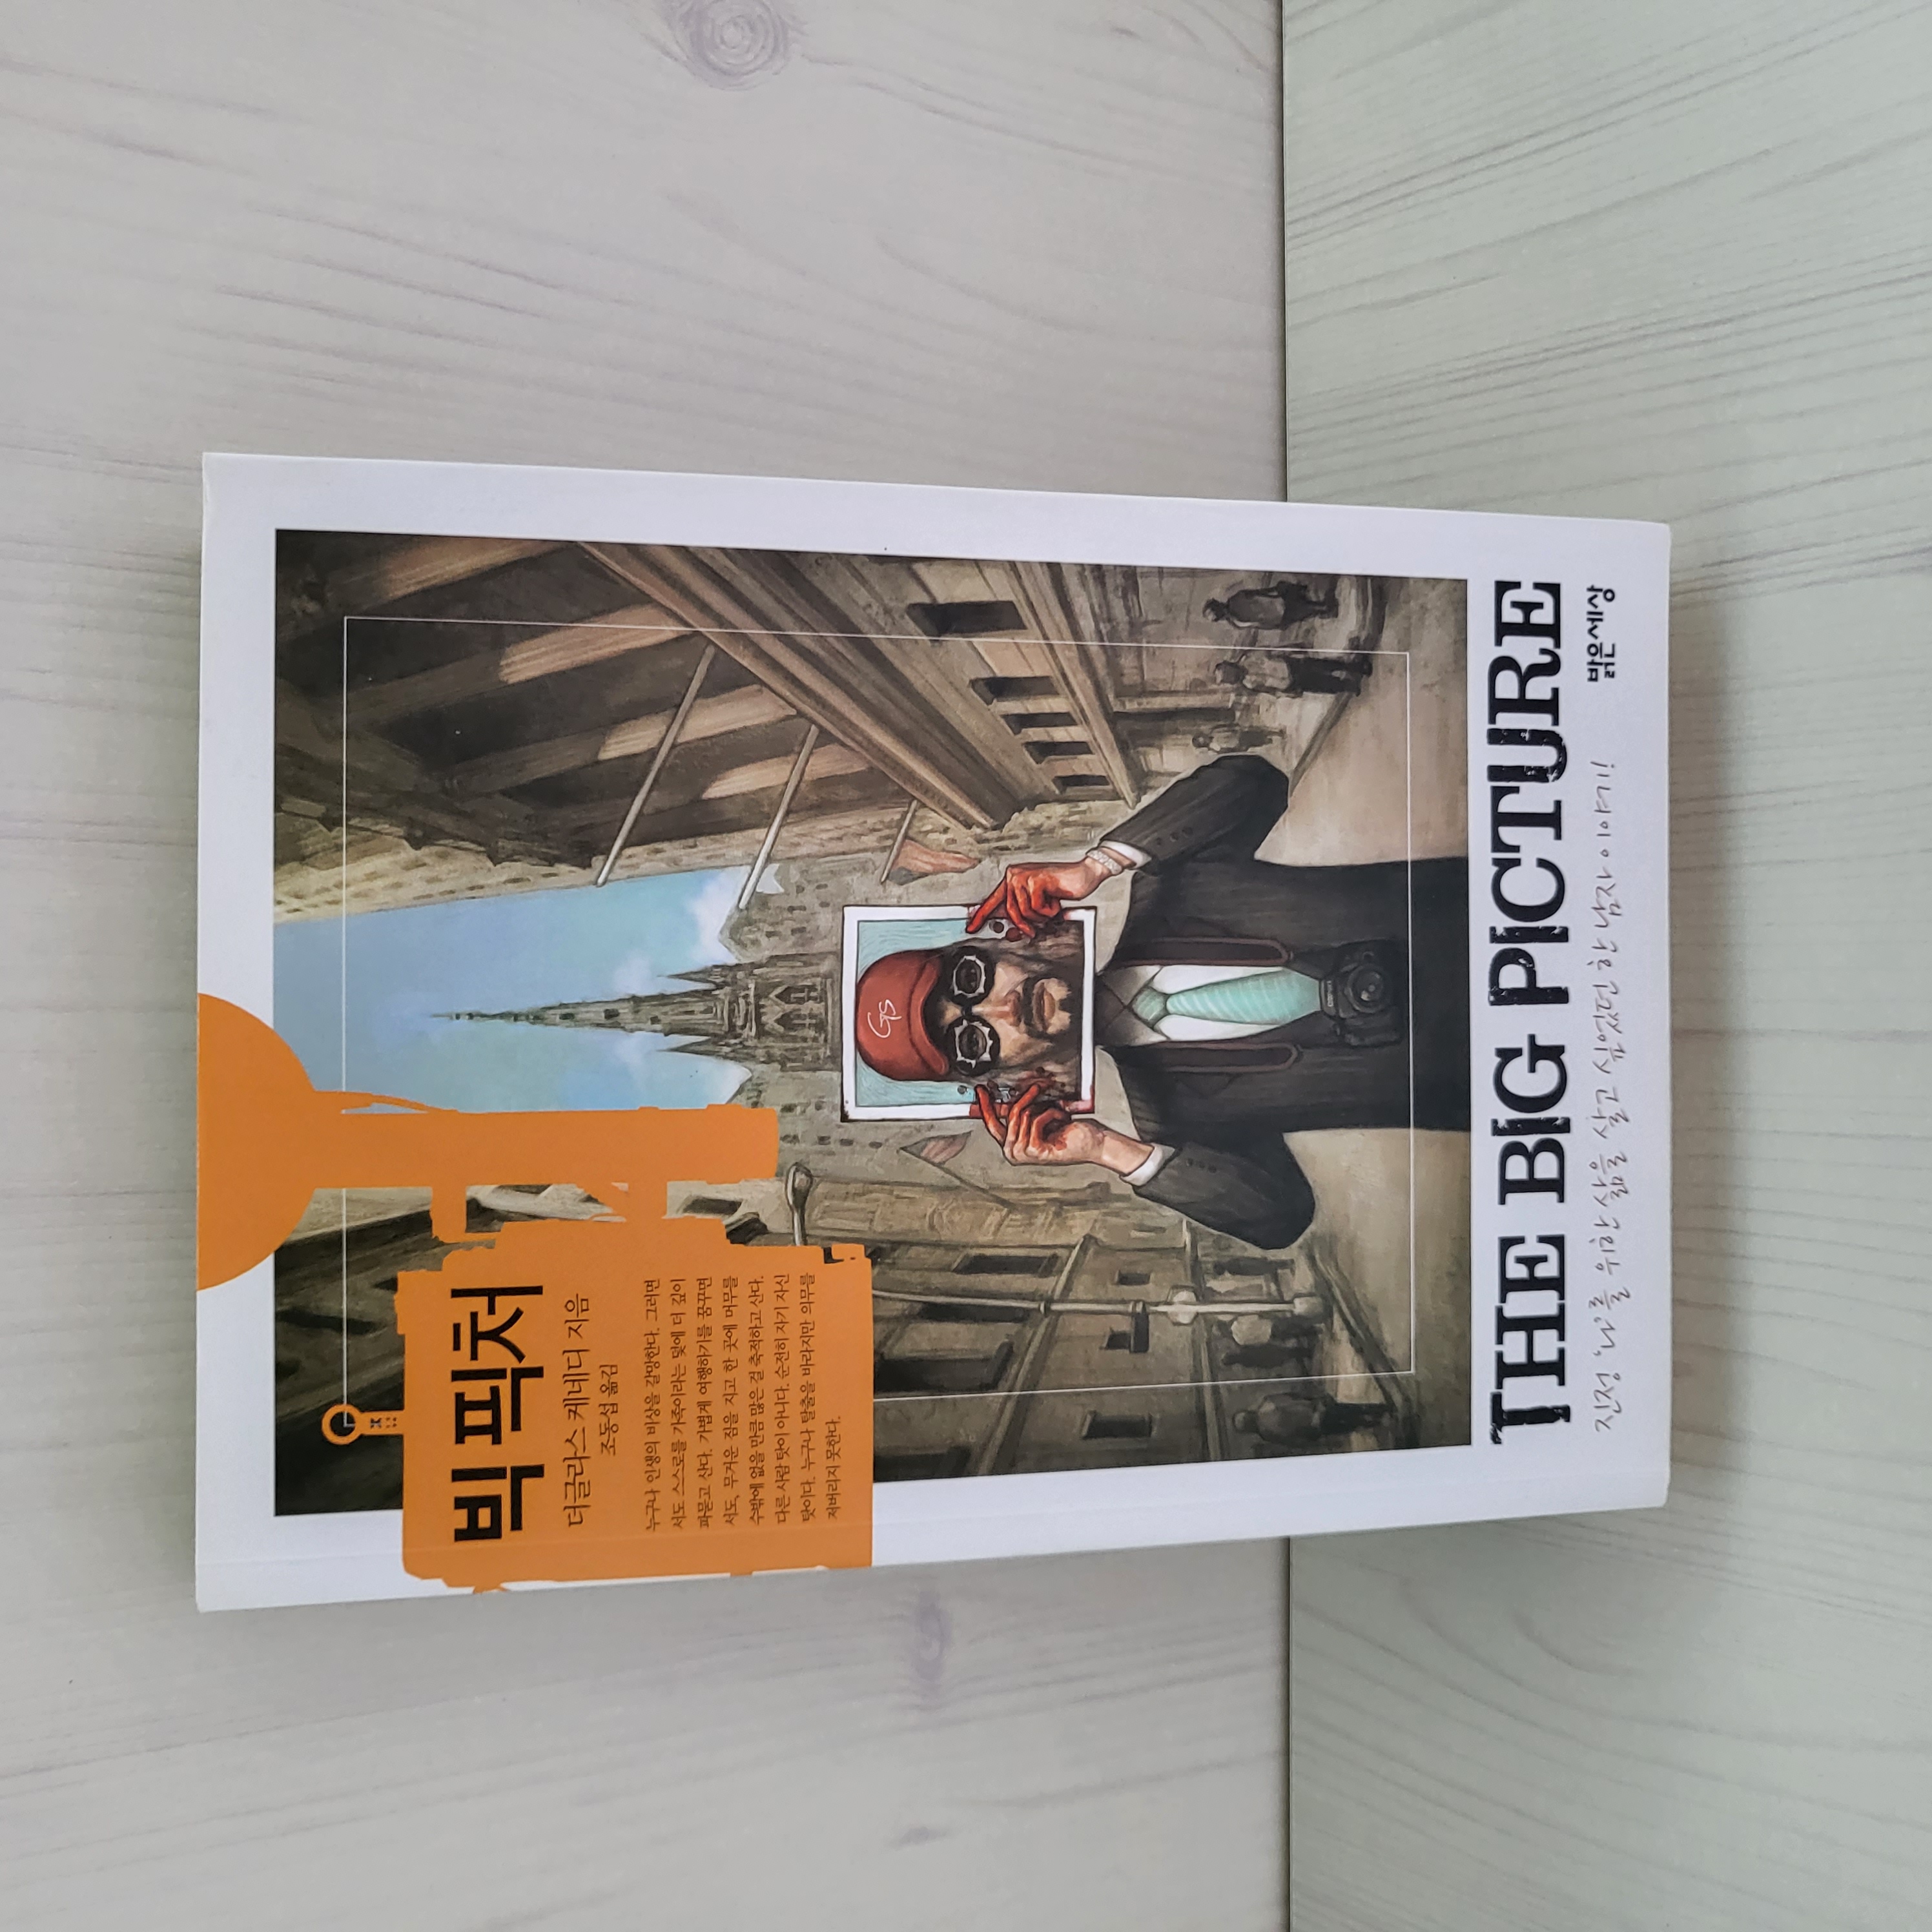 빅 픽처
더글라스 케네디 지음
조동섭 옮김
누구나 인생의 비상을 갈망한다. 그러면
서도 스스로를 가족이라는 덫에 더 깊이
파묻고 산다. 가볍게 여행하기를 꿈꾸면
서도, 무거운 짐을 지고 한 곳에 머무를
수밖에 없을 만큼 많은 걸 축적하고 산다.
다른 사람 탓이 아니다. 순전히 자기 자신
탓이다. 누구나 탈출을 바라지만 의무를
저버리지 못한다.
GS
THE BIG PICTURE
진정 '나'를 위한 삶을 살고 싶었던 한 남자 이야기!
밝은세상